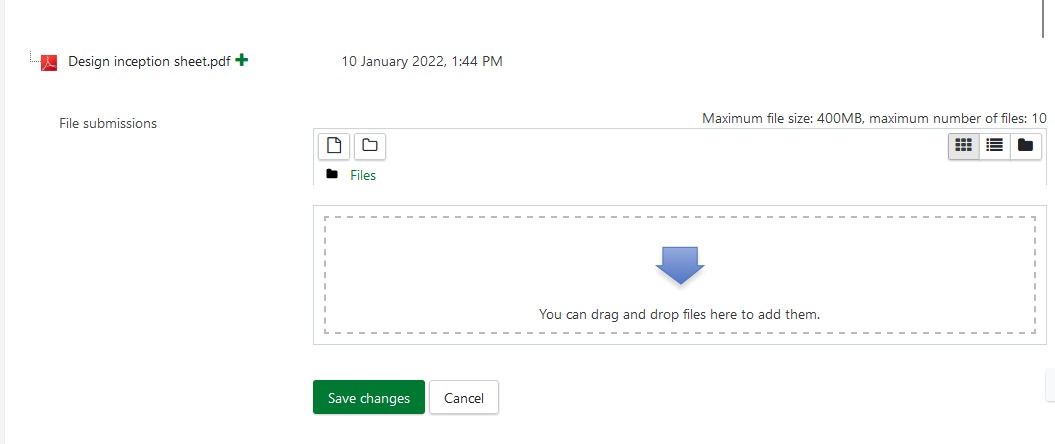 Design inception sheet.pdf
10 January 2022, 1:44 PM
File submissions
Maximum file size: 400MB, maximum number of files: 10
Files
You can drag and drop files here to add them.
Save changes
Cancel